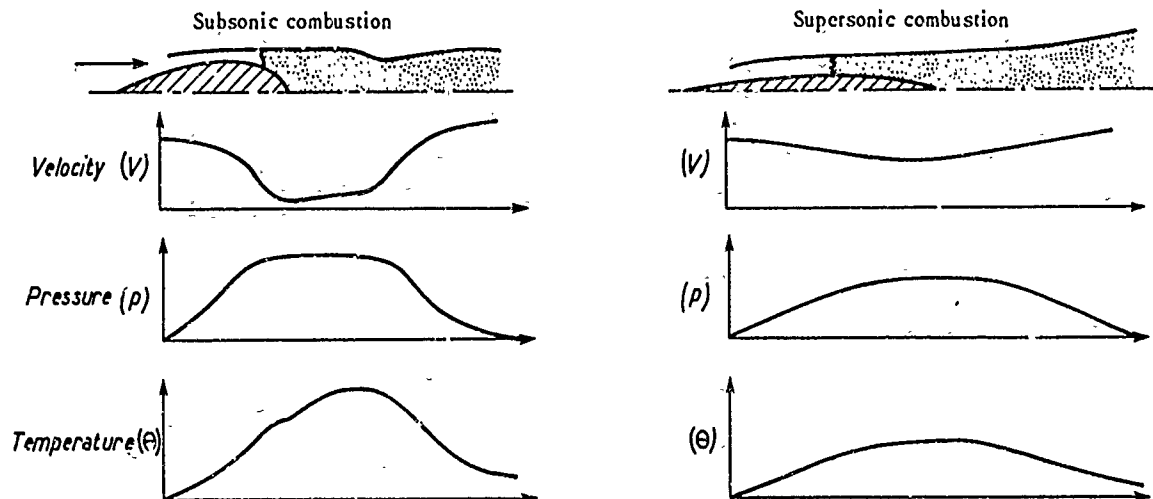 Subsonic combustion
Supersonic combustion
Velocity (V)
(V)
Pressure (p)
(p)
Temperature (Θ)
(Θ)